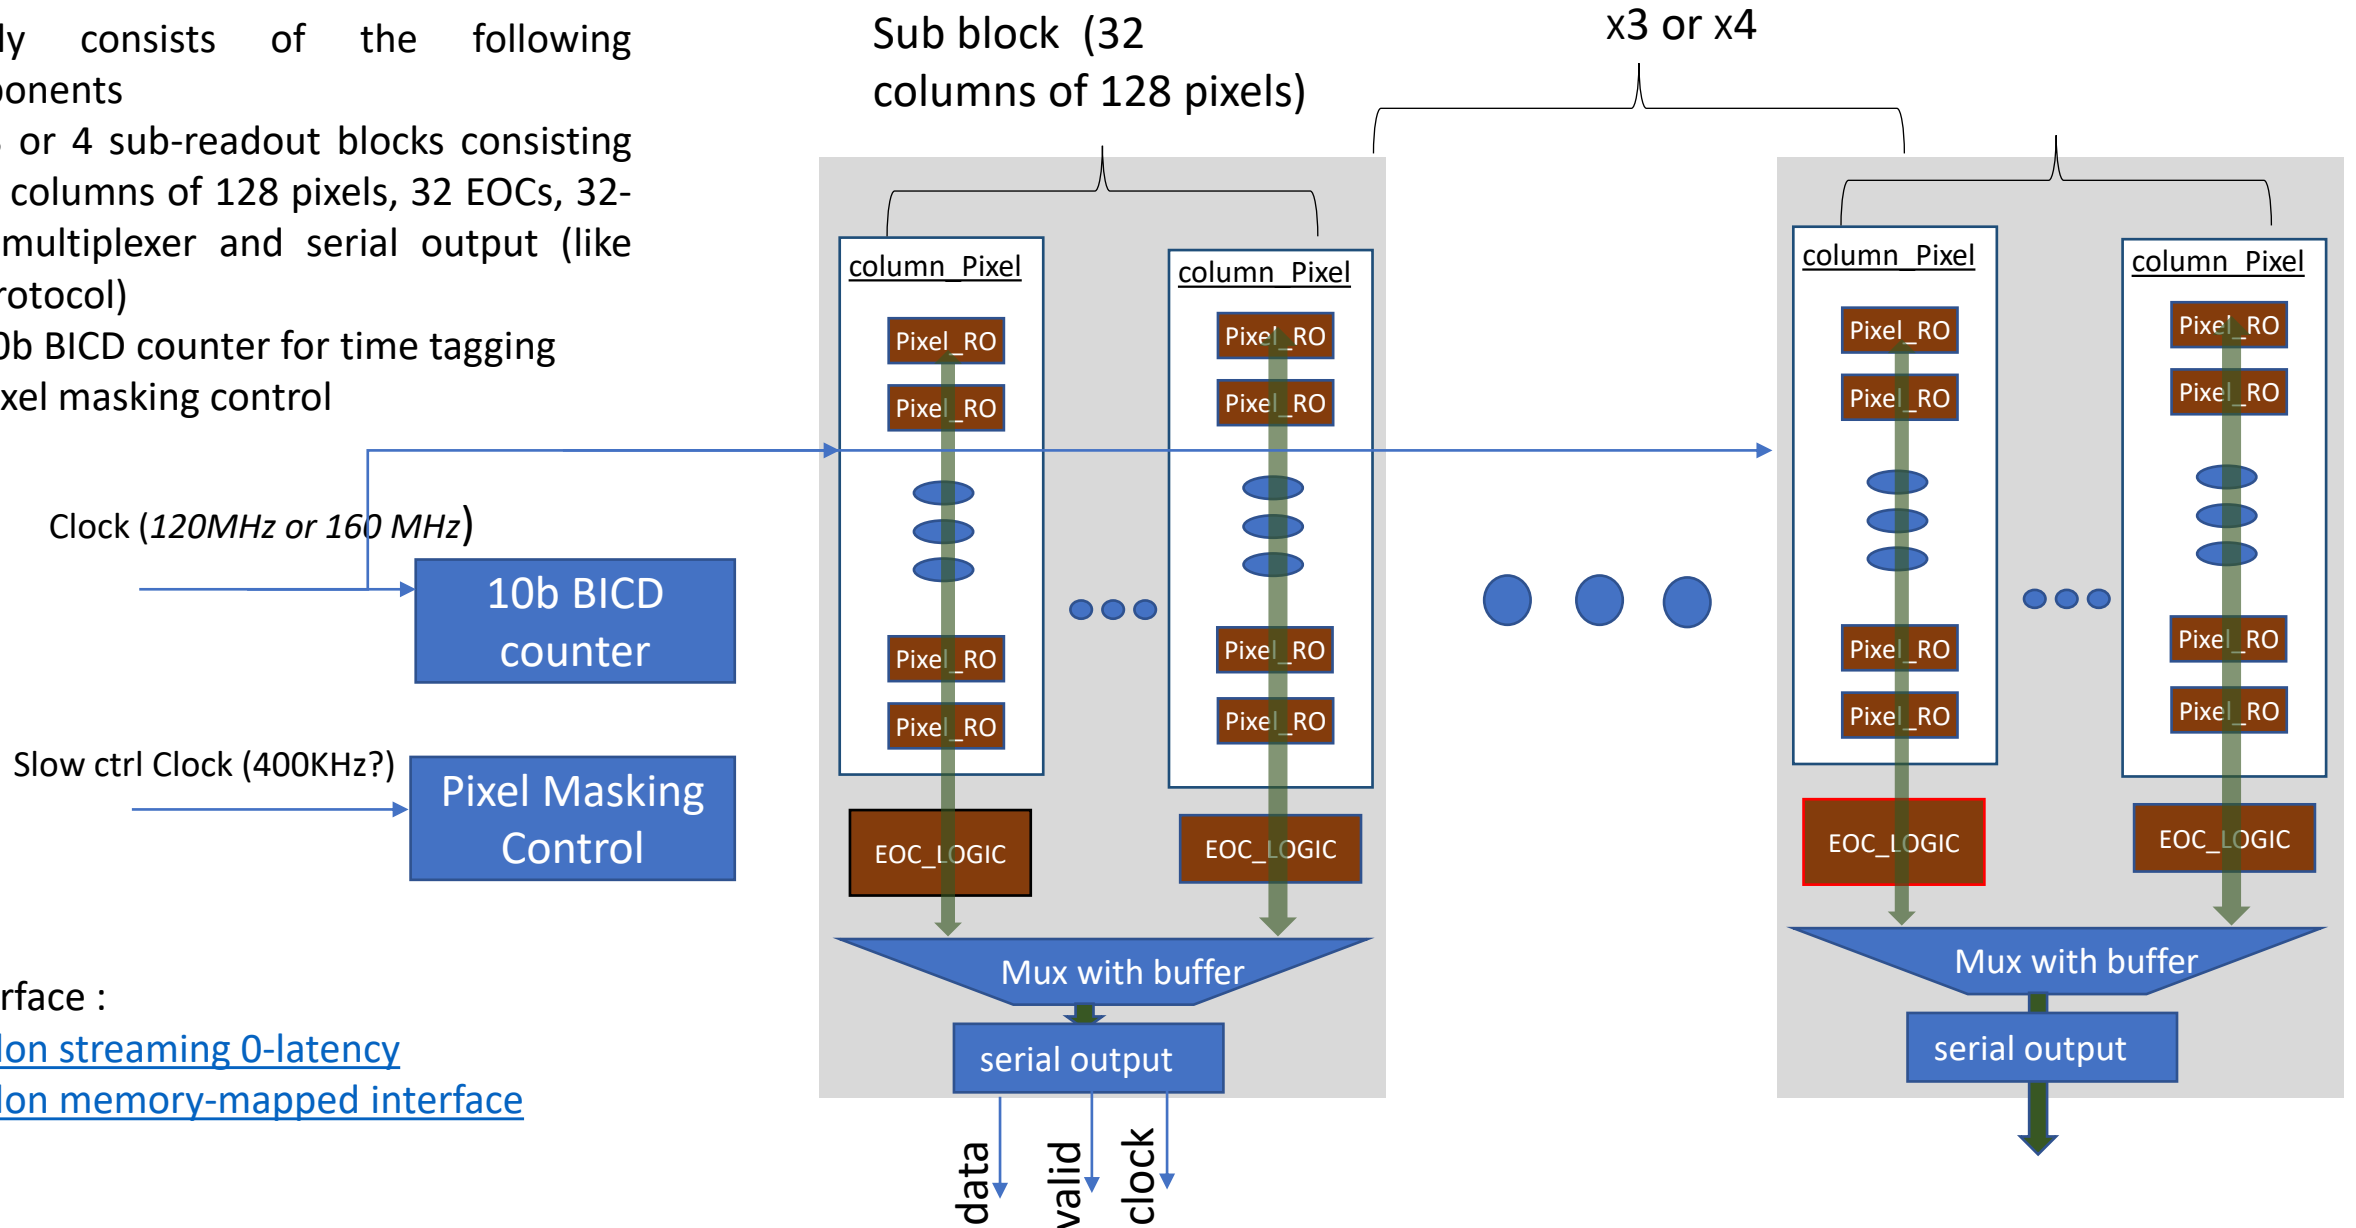 ly consists of the following
ponents
or 4 sub-readout blocks consisting
columns of 128 pixels, 32 EOCs, 32-
multiplexer and serial output (like
rotocol)
0b BICD counter for time tagging
ixel masking control
Sub block (32
columns of 128 pixels)
x3 or x4
column_Pixel
column_Pixel
column_Pixel
column_Pixel
Pixel_RO
Pixel_RO
Pixel_RO
Pixel_RO
Pixel_RO
Pixel_RO
Pixel_RO
Pixel_RO
Clock (120MHz or 160 MHz)
10b BICD
counter
Pixel_RO
Pixel_RO
Pixel_RO
Pixel_RO
Pixel_RO
Pixel_RO
Pixel_RO
Pixel_RO
Slow ctrl Clock (400KHz?)
Pixel Masking
Control
EOC_LOGIC
EOC_LOGIC
EOC_LOGIC
EOC_LOGIC
Mux with buffer
Mux with buffer
rface :
lon streaming 0-latency
lon memory-mapped interface
serial output
serial output
data
valid
clock